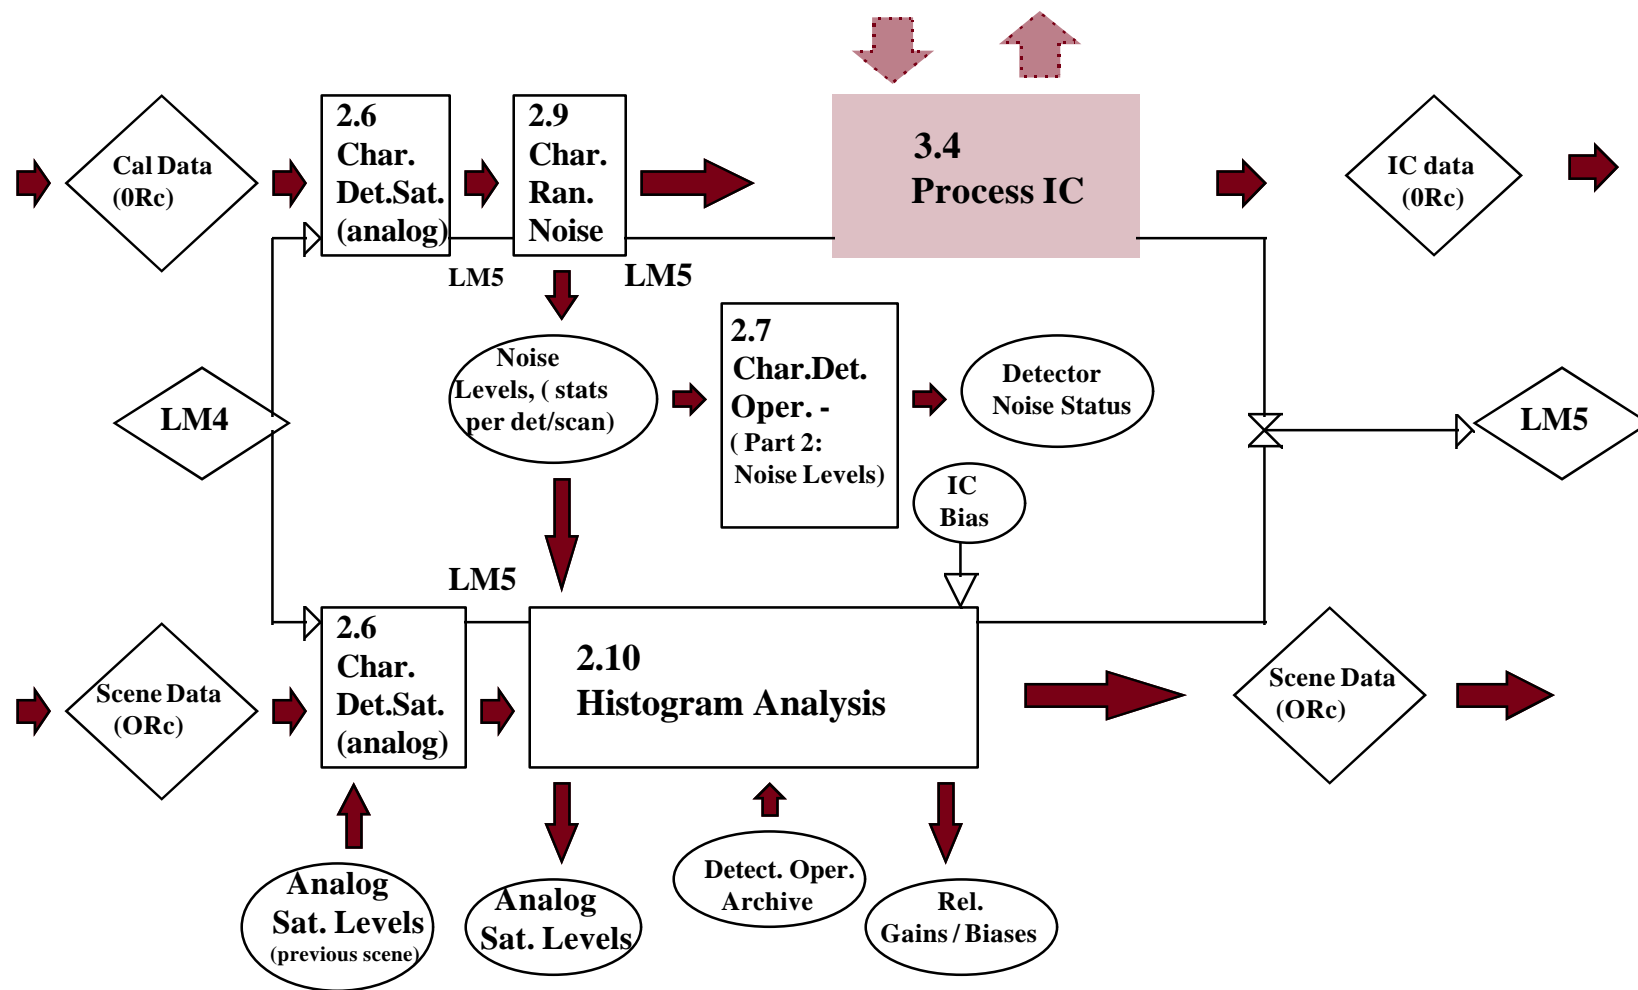 Cal Data
(0Rc)
2.6
Char.
Det.Sat.
(analog)
LM5
2.9
Char.
Ran.
Noise
LM5
3.4
Process IC
IC data
(0Rc)
LM4
Noise
Levels, ( stats
per det/scan)
2.7
Char.Det.
Oper. -
( Part 2:
Noise Levels)
Detector
Noise Status
IC
Bias
LM5
LM5
Scene Data
(ORc)
2.6
Char.
Det.Sat.
(analog)
2.10
Histogram Analysis
Scene Data
(ORc)
Analog
Sat. Levels
(previous scene)
Analog
Sat. Levels
Detect. Oper.
Archive
Rel.
Gains / Biases